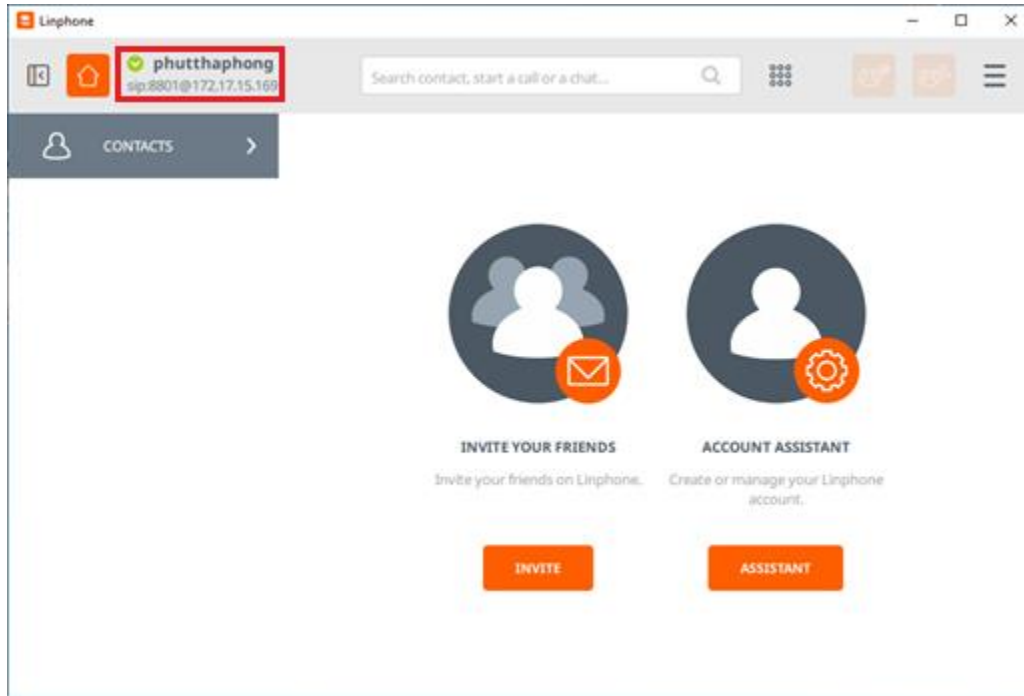 Linphone
phutthaphong
sip:8801@172.17.15.169
Search contact, start a call or a chat...
CONTACTS
INVITE YOUR FRIENDS
Invite your friends on Linphone.
INVITE
ACCOUNT ASSISTANT
Create or manage your Linphone
account.
ASSISTANT